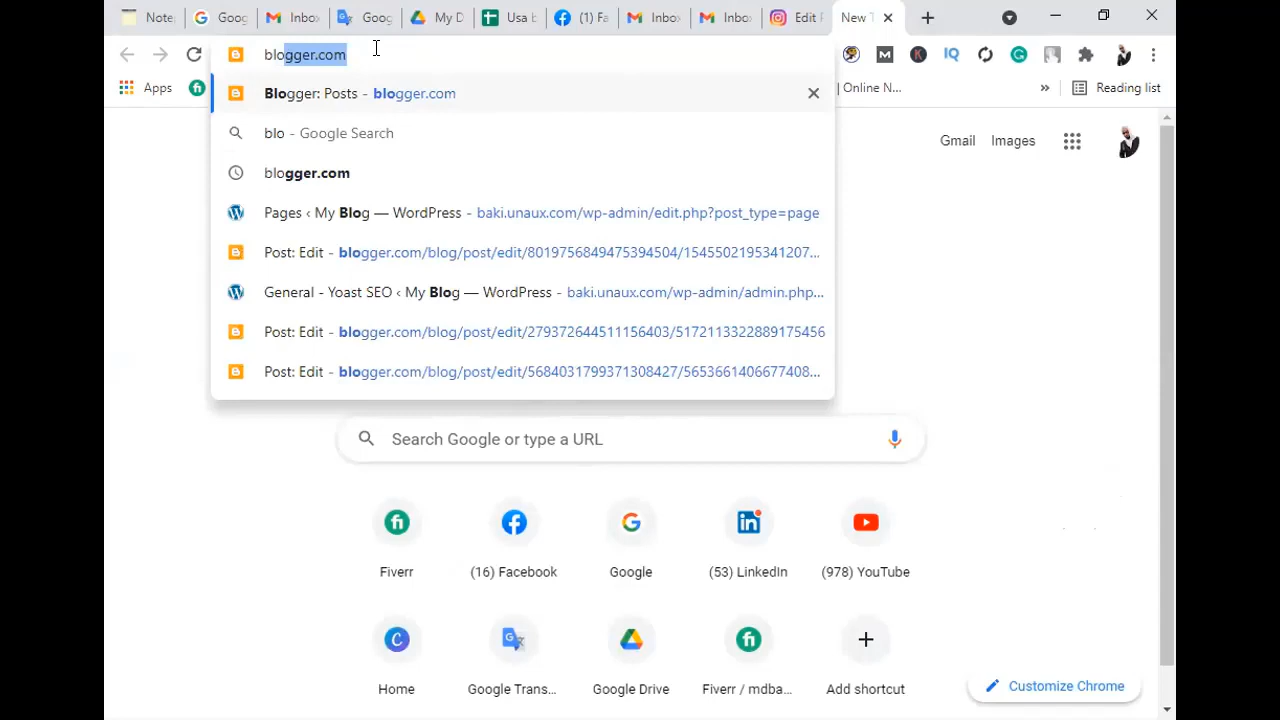 Note
Goog
Inbo
Goog
My D
Usa b
(1) Fa
Inbo
Inbo
Edit F
New T
blogger.com
Apps
| Online N...
»
Reading list
Blogger: Posts - blogger.com
blo - Google Search
blogger.com
Pages ‹ My Blog — WordPress - baki.unaux.com/wp-admin/edit.php?post_type=page
Post: Edit - blogger.com/blog/post/edit/8019756849475394504/1545502195341207...
General - Yoast SEO ‹ My Blog — WordPress - baki.unaux.com/wp-admin/admin.php...
Post: Edit - blogger.com/blog/post/edit/279372644511156403/5172113322889175456
Post: Edit - blogger.com/blog/post/edit/5684031799371308427/5653661406677408...
Gmail
Images
Search Google or type a URL
Fiverr
(16) Facebook
Google
(53) LinkedIn
(978) YouTube
Home
Google Trans...
Google Drive
Fiverr / mdba...
Add shortcut
Customize Chrome